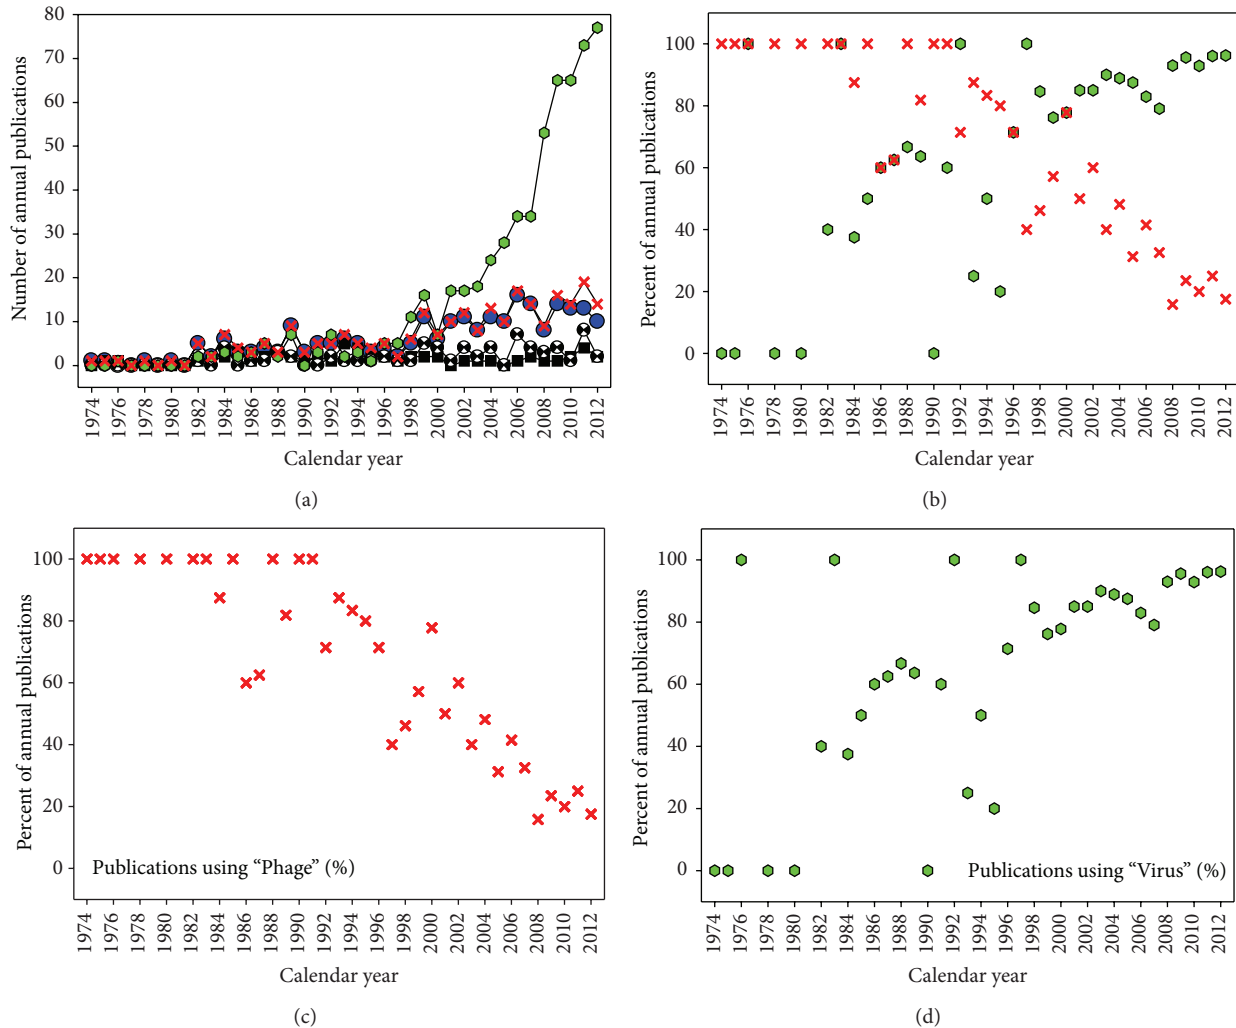 80
70
60
50
40
30
20
10
0
Number of annual publications
1974 1976 1978 1980 1982 1984 1986 1988 1990 1992 1994 1996 1998 2000 2002 2004 2006 2008 2010 2012
Calendar year
(a)
100
80
60
40
20
0
Percent of annual publications
1974 1976 1978 1980 1982 1984 1986 1988 1990 1992 1994 1996 1998 2000 2002 2004 2006 2008 2010 2012
Calendar year
(b)
100
80
60
40
20
0
Percent of annual publications
Publications using “Phage” (%)
1974 1976 1978 1980 1982 1984 1986 1988 1990 1992 1994 1996 1998 2000 2002 2004 2006 2008 2010 2012
Calendar year
(c)
100
80
60
40
20
0
Percent of annual publications
Publications using “Virus” (%)
1974 1976 1978 1980 1982 1984 1986 1988 1990 1992 1994 1996 1998 2000 2002 2004 2006 2008 2010 2012
Calendar year
(d)